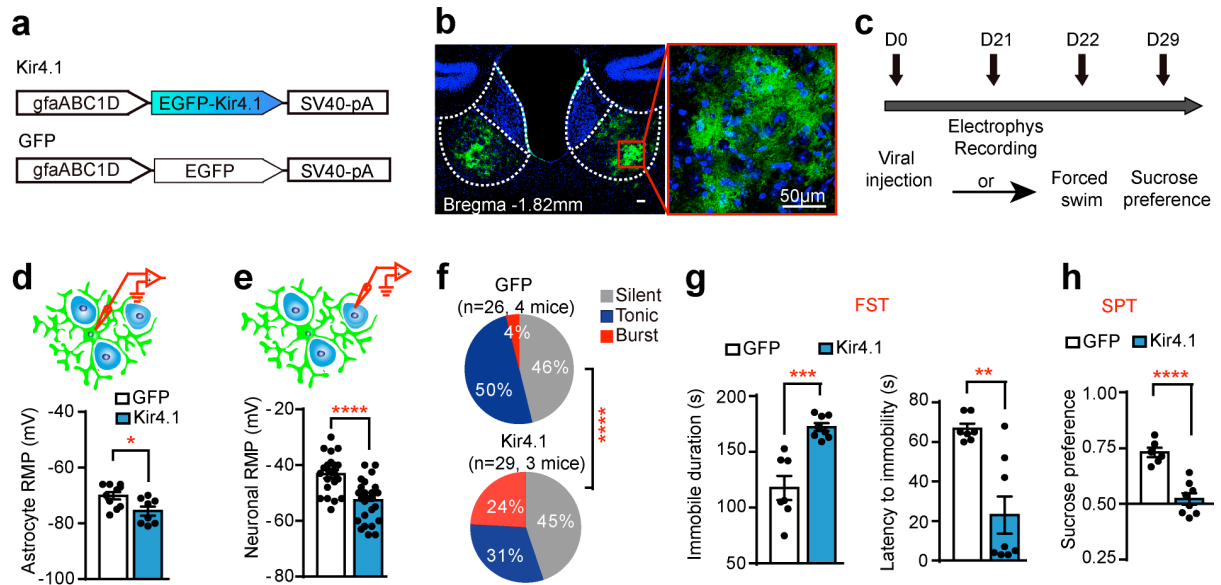 a
Kir4.1
gfaABC1D
EGFP-Kir4.1
SV40-pA
GFP
gfaABC1D
EGFP
SV40-pA
b
Bregma -1.82mm
50μm
c
D0
D21
D22
D29
Electrophys
Recording
Viral
injection
or
Forced
swim
Sucrose
preference
d
GFP
Kir4.1
Astrocyte RMP (mV)
-40
-60
-80
-100
*
e
Neuronal RMP (mV)
-20
-40
-60
-80
****
f
GFP
(n=26, 4 mice)
4%
46%
50%
Silent
Tonic
Burst
****
Kir4.1
(n=29, 3 mice)
24%
45%
31%
g
FST
GFP
Kir4.1
Immobile duration (s)
200
150
100
50
***
Latency to immobility (s)
100
80
60
40
20
0
**
h
SPT
GFP
Kir4.1
Sucrose preference
1.00
0.75
0.50
0.25
****